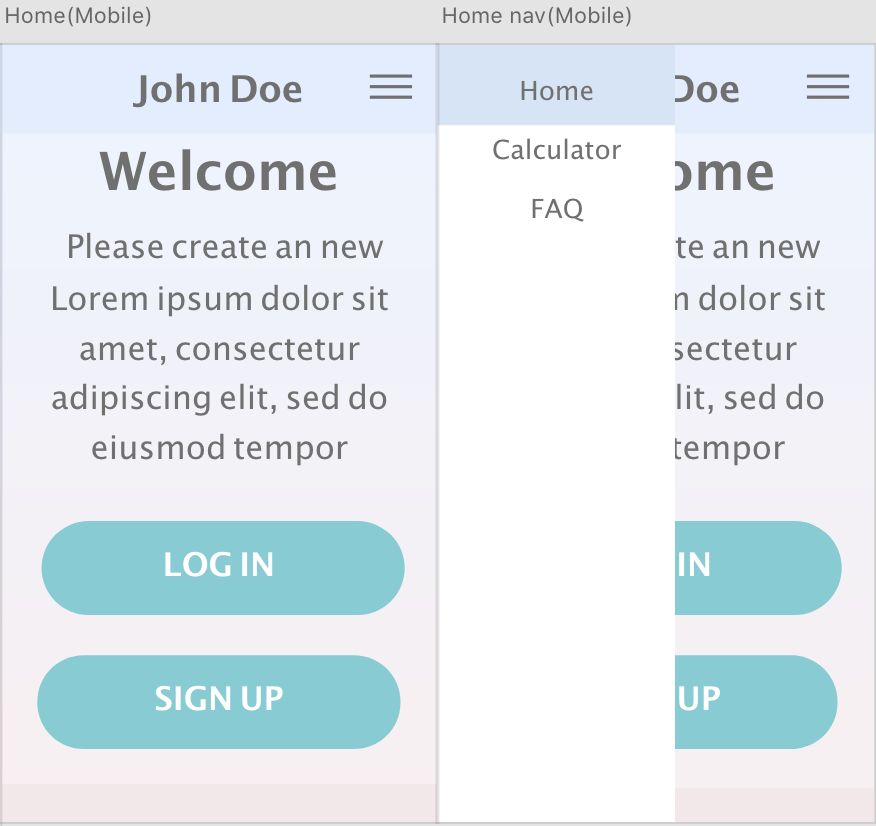 Home(Mobile)
John Doe
Welcome
Please create an new
Lorem ipsum dolor sit
amet, consectetur
adipiscing elit, sed do
eiusmod tempor
LOG IN
SIGN UP
Home nav(Mobile)
Home
Calculator
FAQ
Doe
ome
te an new
m dolor sit
sectetur
lit, sed do
tempor
IN
UP